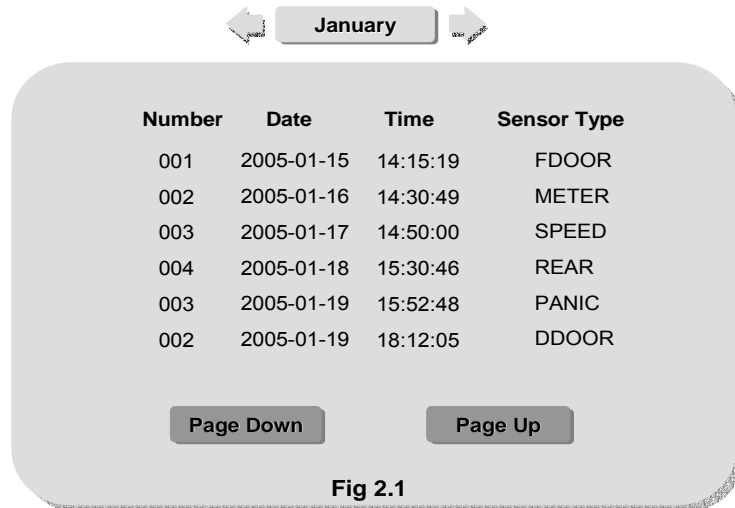 January
Number Date Time Sensor Type
001 2005-01-15 14:15:19 FDOOR
002 2005-01-16 14:30:49 METER
003 2005-01-17 14:50:00 SPEED
004 2005-01-18 15:30:46 REAR
003 2005-01-19 15:52:48 PANIC
002 2005-01-19 18:12:05 DDOOR
Page Down Page Up
Fig 2.1